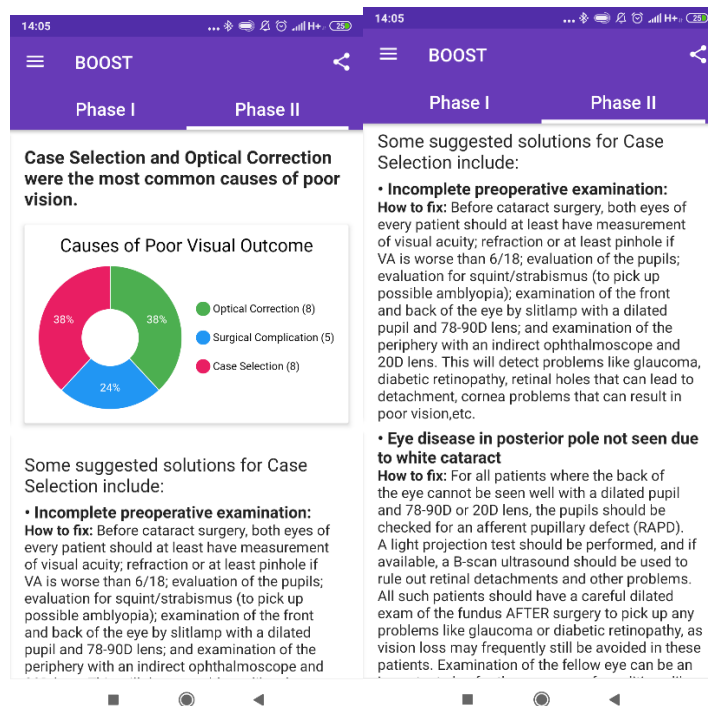 14:05
... H+ 25
BOOST
Phase I Phase II
Case Selection and Optical Correction
were the most common causes of poor
vision.
Causes of Poor Visual Outcome
38% 38%
24%
Optical Correction (8)
Surgical Complication (5)
Case Selection (8)
Some suggested solutions for Case
Selection include:
• Incomplete preoperative examination:
How to fix: Before cataract surgery, both eyes of
every patient should at least have measurement
of visual acuity; refraction or at least pinhole if
VA is worse than 6/18; evaluation of the pupils;
evaluation for squint/strabismus (to pick up
possible amblyopia); examination of the front
and back of the eye by slitlamp with a dilated
pupil and 78-90D lens; and examination of the
periphery with an indirect ophthalmoscope and
14:05
... H+ 25
BOOST
Phase I Phase II
Some suggested solutions for Case
Selection include:
• Incomplete preoperative examination:
How to fix: Before cataract surgery, both eyes of
every patient should at least have measurement
of visual acuity; refraction or at least pinhole if
VA is worse than 6/18; evaluation of the pupils;
evaluation for squint/strabismus (to pick up
possible amblyopia); examination of the front
and back of the eye by slitlamp with a dilated
pupil and 78-90D lens; and examination of the
periphery with an indirect ophthalmoscope and
20D lens. This will detect problems like glaucoma,
diabetic retinopathy, retinal holes that can lead to
detachment, cornea problems that can result in
poor vision,etc.
• Eye disease in posterior pole not seen due
to white cataract
How to fix: For all patients where the back of
the eye cannot be seen well with a dilated pupil
and 78-90D or 20D lens, the pupils should be
checked for an afferent pupillary defect (RAPD).
A light projection test should be performed, and if
available, a B-scan ultrasound should be used to
rule out retinal detachments and other problems.
All such patients should have a careful dilated
exam of the fundus AFTER surgery to pick up any
problems like glaucoma or diabetic retinopathy, as
vision loss may frequently still be avoided in these
patients. Examination of the fellow eye can be an